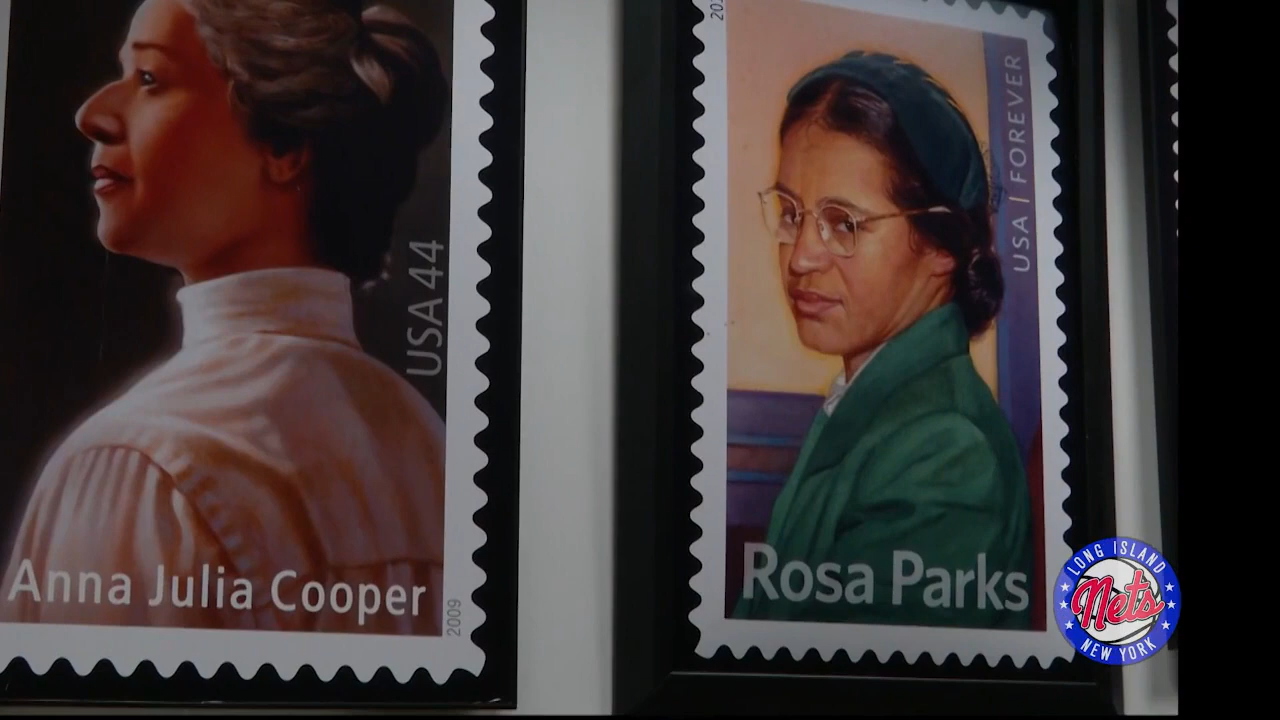 USA 44
Anna Julia Cooper
2009
USA | FOREVER
Rosa Parks
LONG ISLAND
Nets
NEW YORK